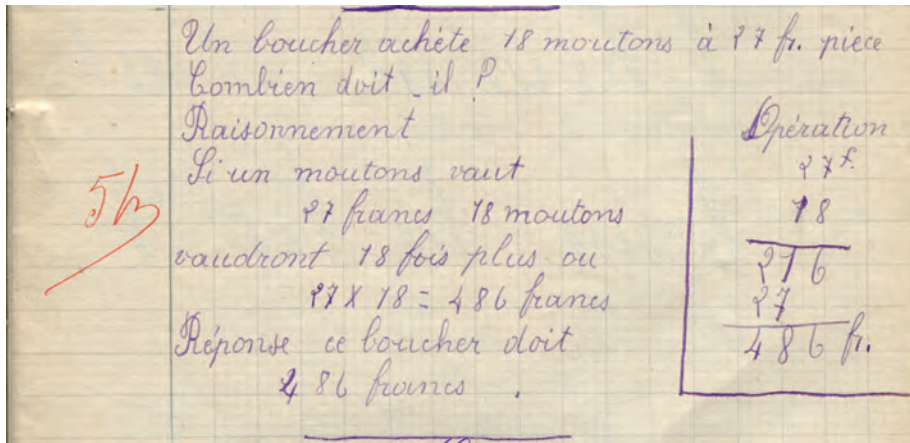 Un boucher achète 18 moutons à 27 fr. pièce
Combien doit-il ?
Raisonnement
Si un moutons vaut
27 francs 18 moutons
vaudront 18 fois plus ou
27 X 18 = 486 francs
Réponse ce boucher doit
486 francs .
Opération
27 f.
18
216
27
486 fr.